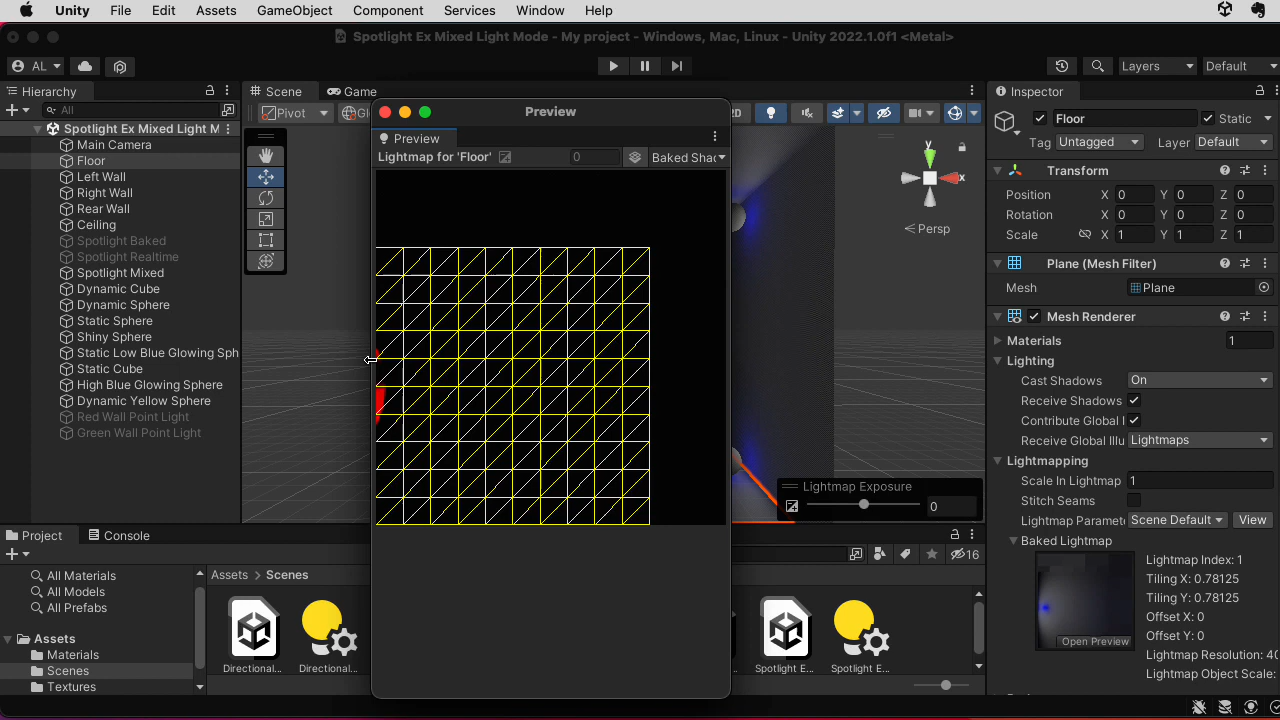 Unity File Edit Assets GameObject Component Services Window Help
Spotlight Ex Mixed Light Mode - My project - Windows, Mac, Linux - Unity 2022.1.0f1 <Metal>
AL
Layers
Default
Hierarchy
All
Spotlight Ex Mixed Light M
Main Camera
Floor
Left Wall
Right Wall
Rear Wall
Ceiling
Spotlight Baked
Spotlight Realtime
Spotlight Mixed
Dynamic Cube
Dynamic Sphere
Static Sphere
Shiny Sphere
Static Low Blue Glowing Sph
Static Cube
High Blue Glowing Sphere
Dynamic Yellow Sphere
Red Wall Point Light
Green Wall Point Light
Scene
Game
Pivot
2D
Preview
Preview
Lightmap for 'Floor'
0
Baked Shac
y
x
Persp
Lightmap Exposure
0
Inspector
Floor
Static
Tag Untagged
Layer Default
Transform
Position X 0 Y 0 Z 0
Rotation X 0 Y 0 Z 0
Scale X 1 Y 1 Z 1
Plane (Mesh Filter)
Mesh Plane
Mesh Renderer
Materials 1
Lighting
Cast Shadows On
Receive Shadows
Contribute Global I
Receive Global Illu Lightmaps
Lightmapping
Scale In Lightmap 1
Stitch Seams
Lightmap Paramet Scene Default View
Baked Lightmap
Lightmap Index: 1
Tiling X: 0.78125
Tiling Y: 0.78125
Offset X: 0
Offset Y: 0
Lightmap Resolution: 40
Lightmap Object Scale:
Open Preview
Project
Console
16
All Materials
All Models
All Prefabs
Assets
Materials
Scenes
Textures
Assets > Scenes
Directional...
Directional...
Spotlight E...
Spotlight E...